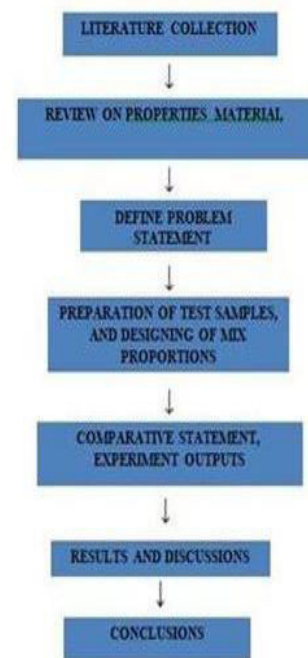 LITERATURE COLLECTION
REVIEW ON PROPERTIES MATERIAL
DEFINE PROBLEM
STATEMENT
PREPARATION OF TEST SAMPLES,
AND DESIGNING OF MIX
PROPORTIONS
COMPARATIVE STATEMENT,
EXPERIMENT OUTPUTS
RESULTS AND DISCUSSIONS
CONCLUSIONS